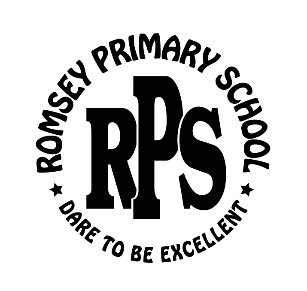 ROMSEY PRIMARY SCHOOL
RPS
★ DARE TO BE EXCELLENT ★